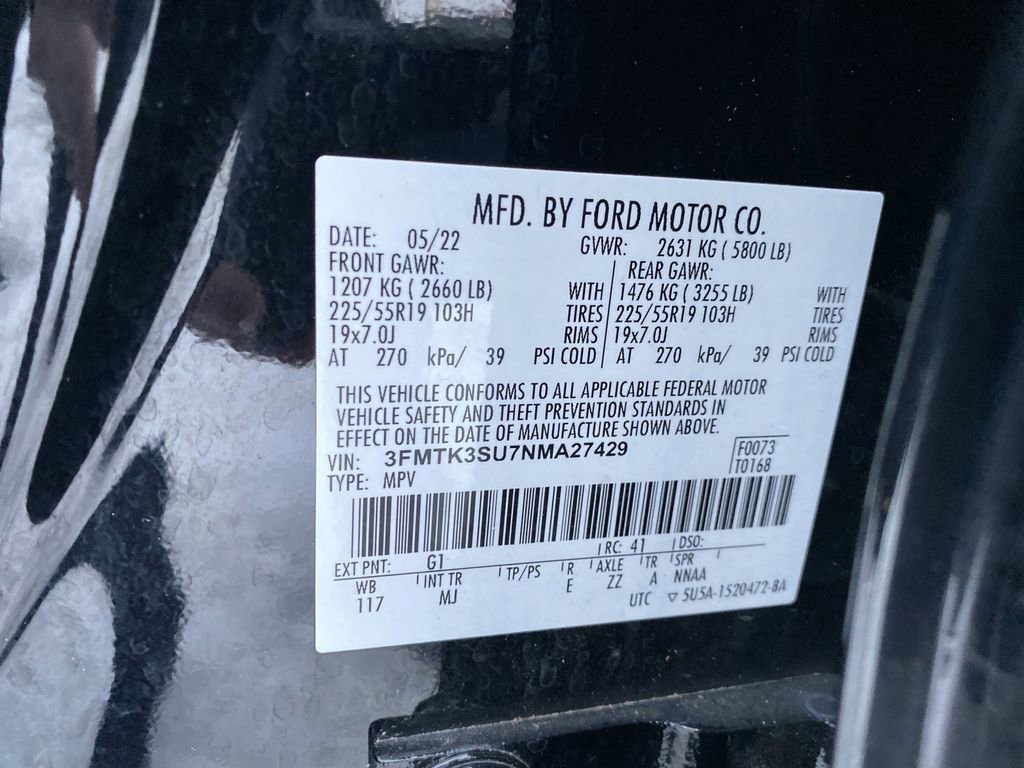 MFD. BY FORD MOTOR CO.
DATE: 05/22 GVWR: 2631 KG ( 5800 LB)
FRONT GAWR: REAR GAWR:
1207 KG ( 2660 LB) WITH 1476 KG ( 3255 LB) WITH
225/55R19 103H TIRES 225/55R19 103H TIRES
19x7.0J RIMS 19x7.0J RIMS
AT 270 kPa/ 39 PSI COLD AT 270 kPa/ 39 PSI COLD
THIS VEHICLE CONFORMS TO ALL APPLICABLE FEDERAL MOTOR
VEHICLE SAFETY AND THEFT PREVENTION STANDARDS IN
EFFECT ON THE DATE OF MANUFACTURE SHOWN ABOVE.
VIN: 3FMTK3SU7NMA27429 F0073
TYPE: MPV T0168
EXT PNT: G1 RC: 41 DSO:
WB INT TR TP/PS R AXLE TR SPR
117 MJ E ZZ A NNAA
UTC ▽ 5U5A-1520472-BA